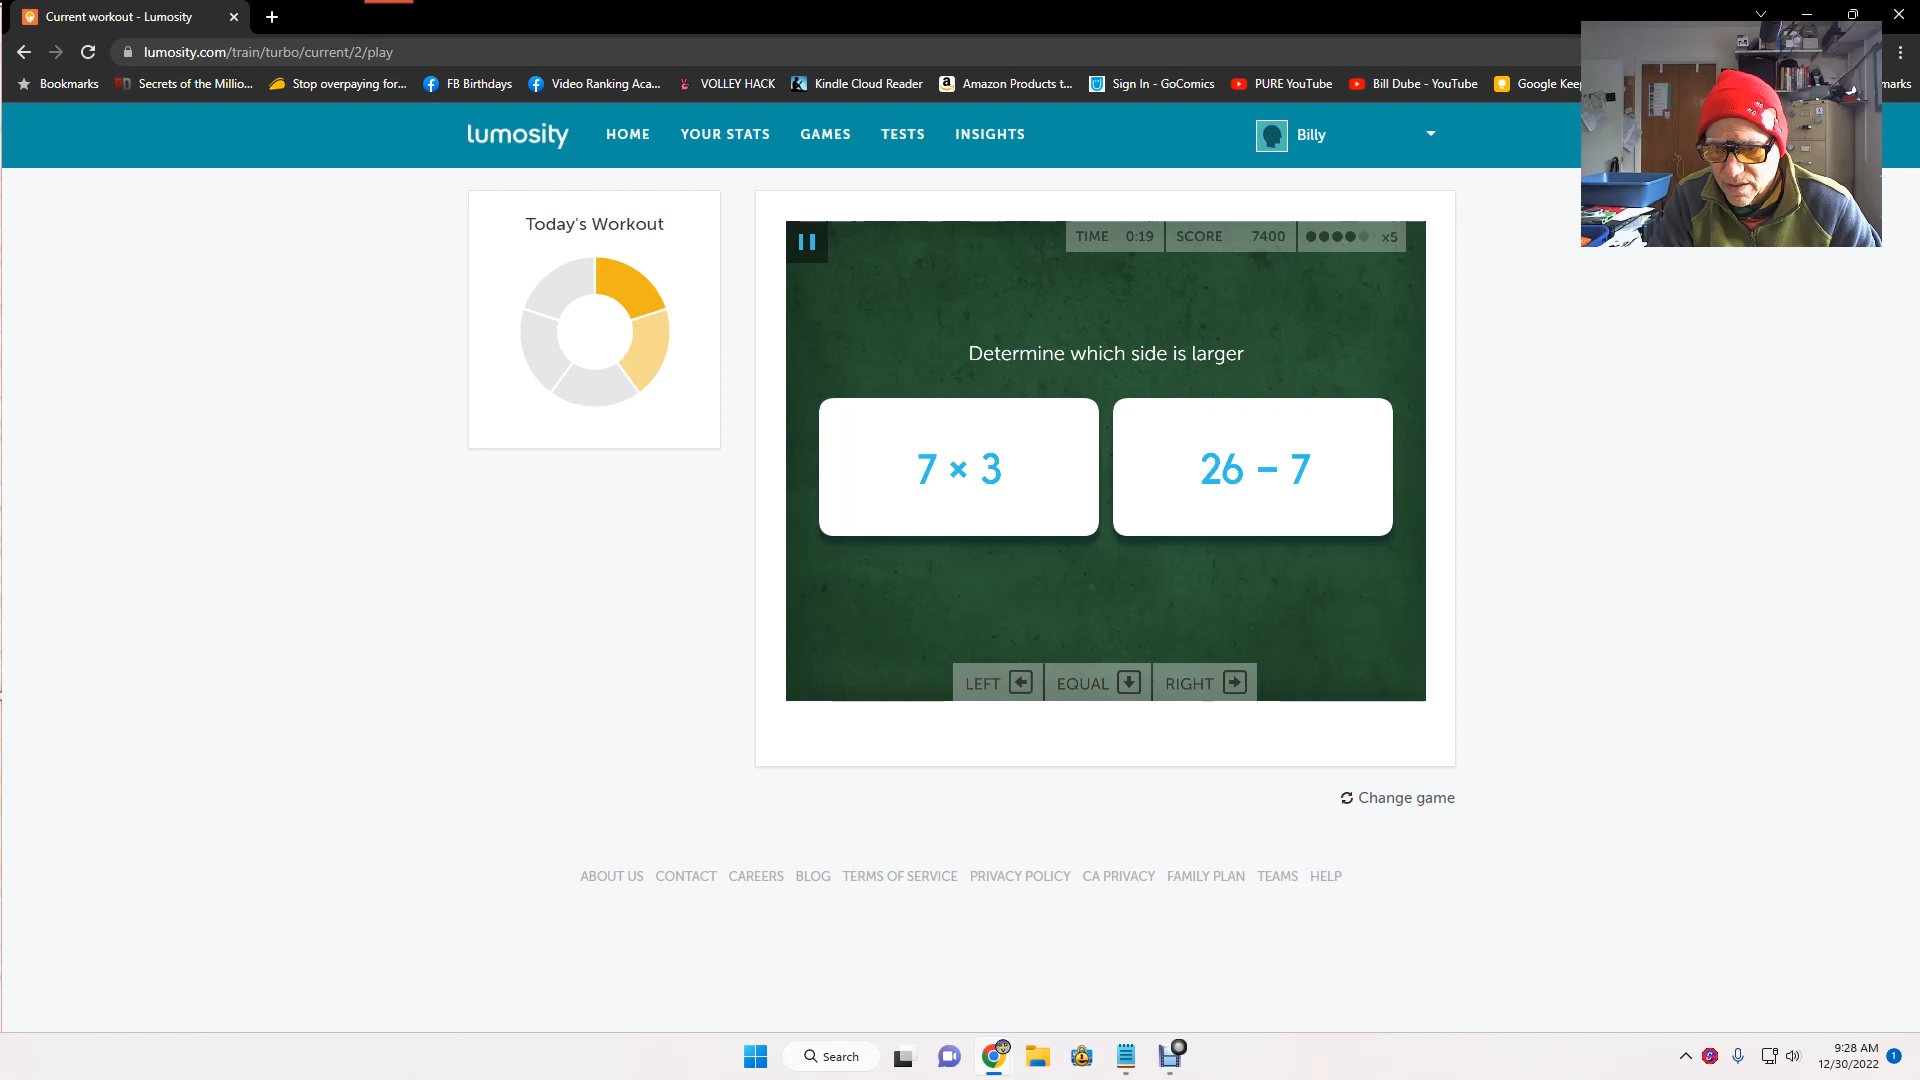 Current workout - Lumosity
lumosity.com/train/turbo/current/2/play
Bookmarks
Secrets of the Millio...
Stop overpaying for...
FB Birthdays
Video Ranking Aca...
VOLLEY HACK
Kindle Cloud Reader
Amazon Products t...
Sign In - GoComics
PURE YouTube
Bill Dube - YouTube
Google Keep
marks
lumosity
HOME
YOUR STATS
GAMES
TESTS
INSIGHTS
Billy
Today's Workout
TIME 0:19
SCORE 7400
x5
Determine which side is larger
7 × 3
26 – 7
LEFT
EQUAL
RIGHT
Change game
ABOUT US
CONTACT
CAREERS
BLOG
TERMS OF SERVICE
PRIVACY POLICY
CA PRIVACY
FAMILY PLAN
TEAMS
HELP
Search
9:28 AM
12/30/2022
1